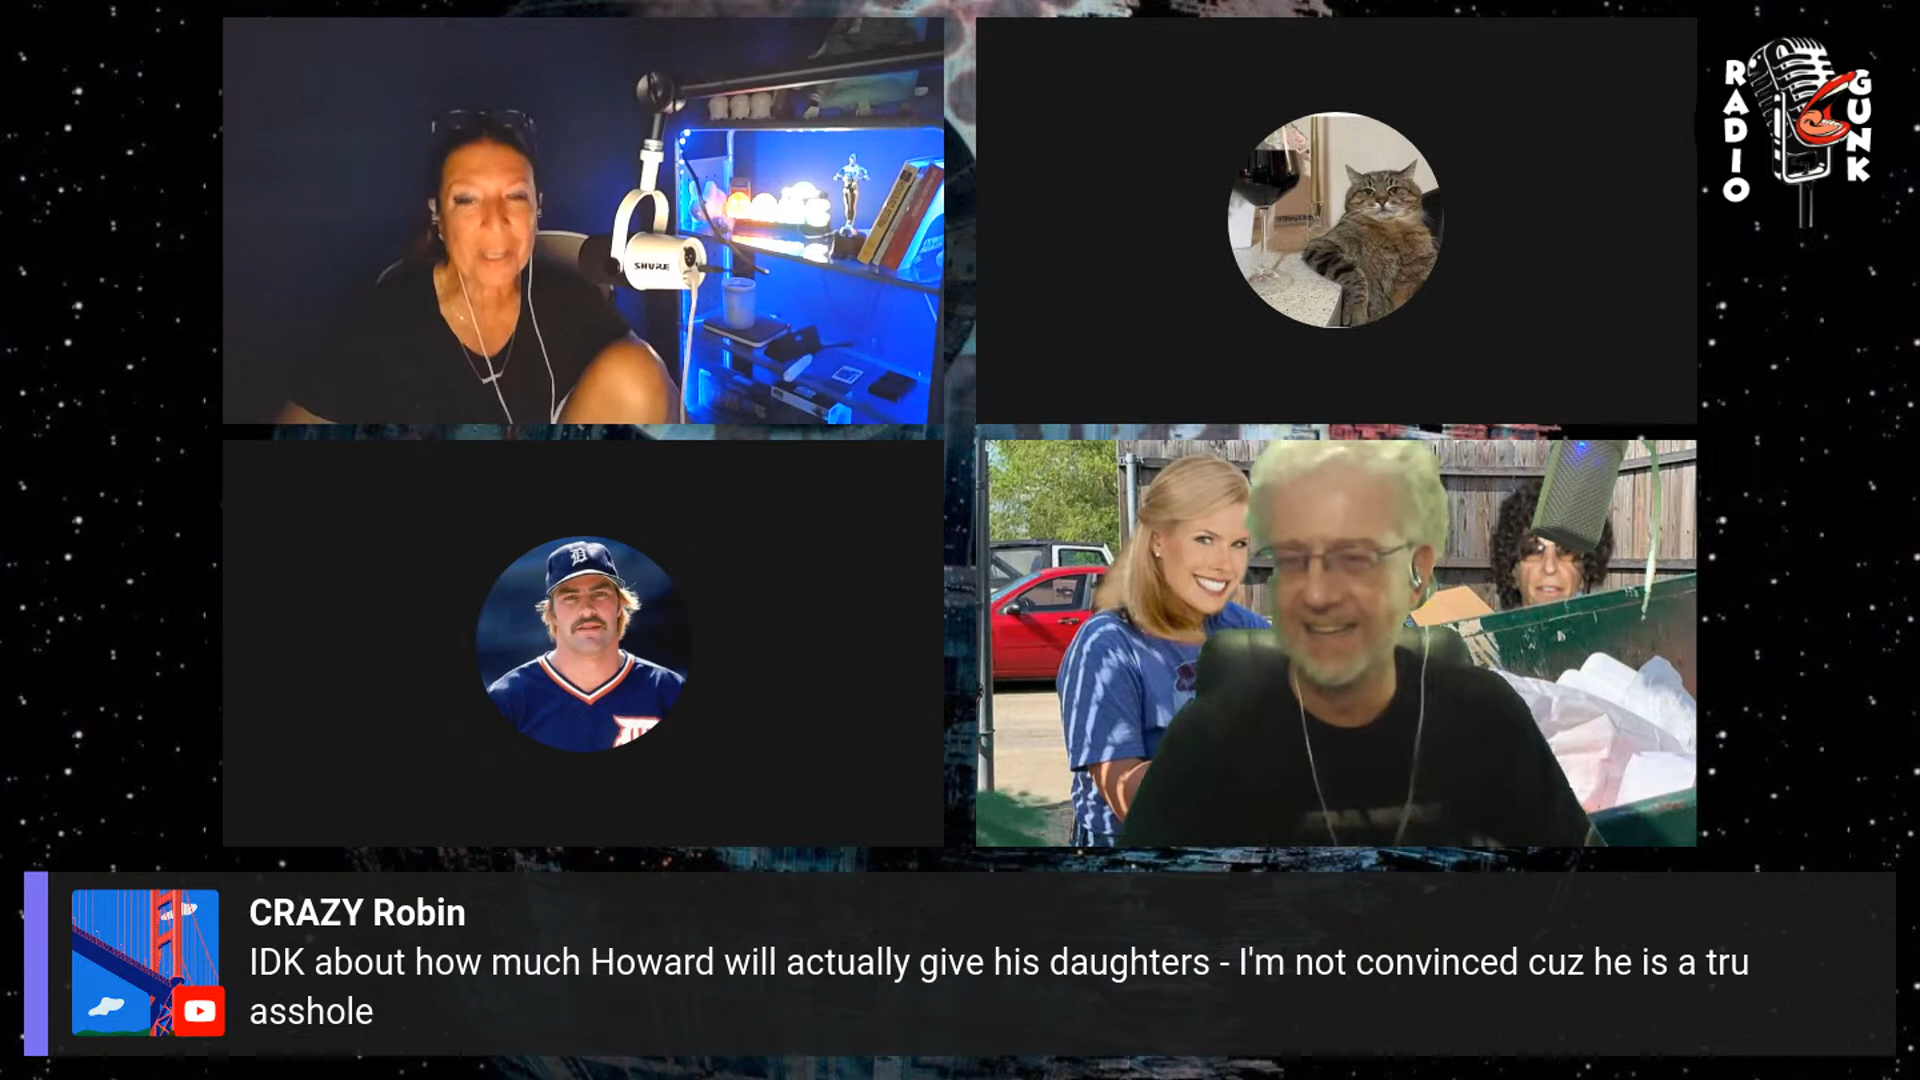 RADIO
GUNK
SHURE
D
CRAZY Robin
IDK about how much Howard will actually give his daughters - I'm not convinced cuz he is a tru
asshole